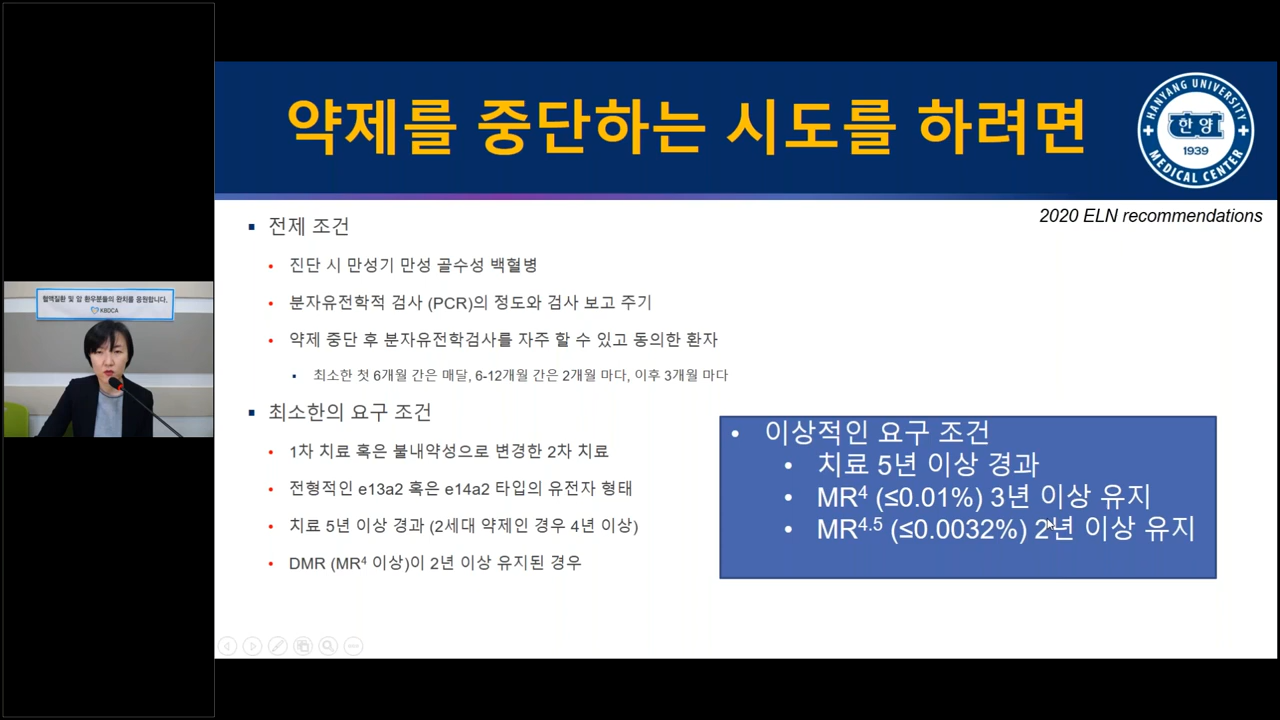 약제를 중단하는 시도를 하려면
HANYANG UNIVERSITY
한양
1939
MEDICAL CENTER
2020 ELN recommendations
▪ 전제 조건
• 진단 시 만성기 만성 골수성 백혈병
• 분자유전학적 검사 (PCR)의 정도와 검사 보고 주기
• 약제 중단 후 분자유전학검사를 자주 할 수 있고 동의한 환자
▪ 최소한 첫 6개월 간은 매달, 6-12개월 간은 2개월 마다, 이후 3개월 마다
▪ 최소한의 요구 조건
• 1차 치료 혹은 불내약성으로 변경한 2차 치료
• 전형적인 e13a2 혹은 e14a2 타입의 유전자 형태
• 치료 5년 이상 경과 (2세대 약제인 경우 4년 이상)
• DMR (MR⁴ 이상)이 2년 이상 유지된 경우
• 이상적인 요구 조건
• 치료 5년 이상 경과
• MR⁴ (≤0.01%) 3년 이상 유지
• MR⁴·⁵ (≤0.0032%) 2년 이상 유지
혈액질환 및 암 환우분들의 완치를 응원합니다.
KBDCA